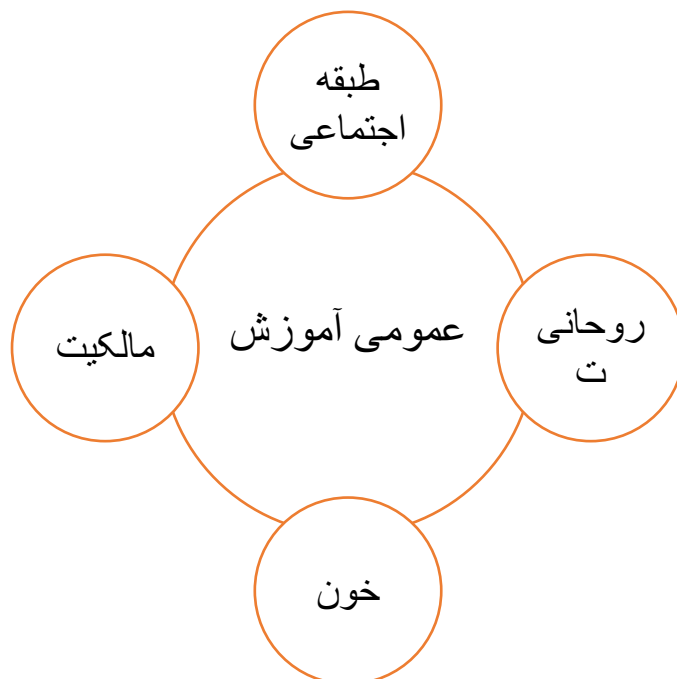 طبقه
اجتماعی
روحانی
ت
عمومی آموزش
مالکیت
خون